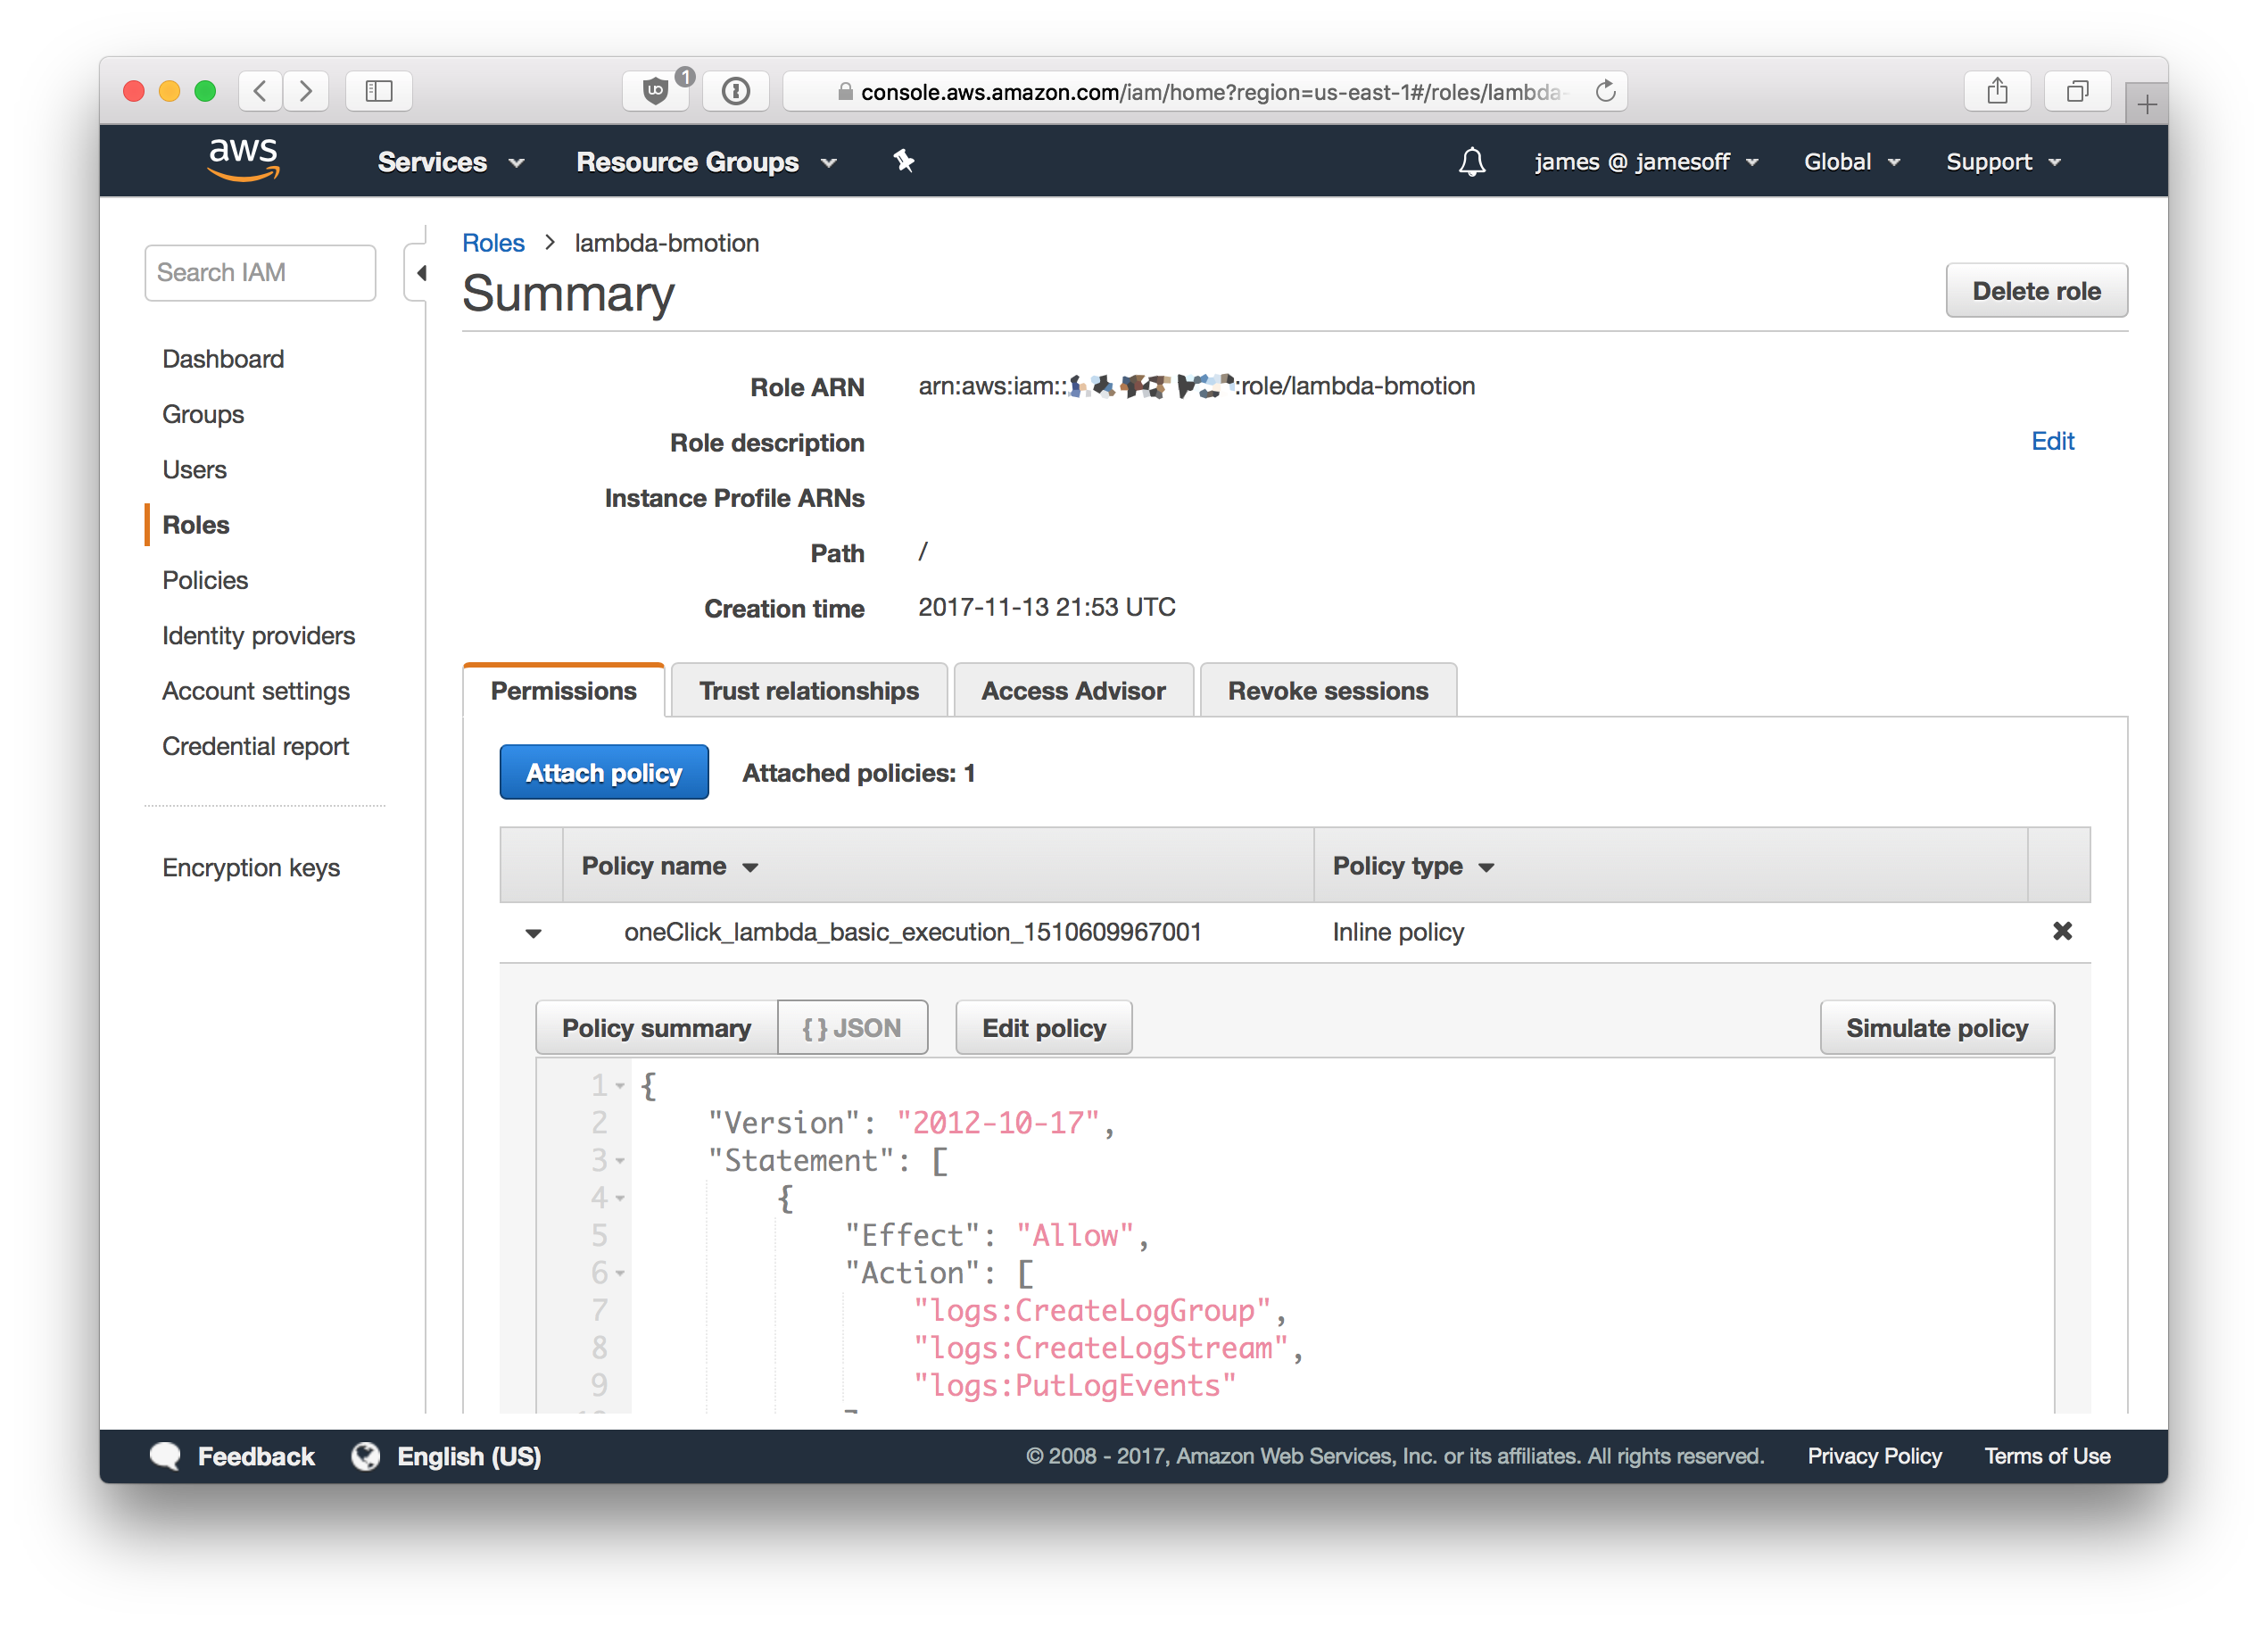 1
console.aws.amazon.com/iam/home?region=us-east-1#/roles/lambda-
aws Services Resource Groups james @ jamesoff Global Support
Search IAM
Dashboard
Groups
Users
Roles
Policies
Identity providers
Account settings
Credential report
Encryption keys
Roles > lambda-bmotion
Summary
Delete role
Role ARN arn:aws:iam:: :role/lambda-bmotion
Role description Edit
Instance Profile ARNs
Path /
Creation time 2017-11-13 21:53 UTC
Permissions Trust relationships Access Advisor Revoke sessions
Attach policy Attached policies: 1
Policy name Policy type
oneClick_lambda_basic_execution_1510609967001 Inline policy
Policy summary { } JSON Edit policy Simulate policy
1 {
2 "Version": "2012-10-17",
3 "Statement": [
4 {
5 "Effect": "Allow",
6 "Action": [
7 "logs:CreateLogGroup",
8 "logs:CreateLogStream",
9 "logs:PutLogEvents"
Feedback English (US) © 2008 - 2017, Amazon Web Services, Inc. or its affiliates. All rights reserved. Privacy Policy Terms of Use